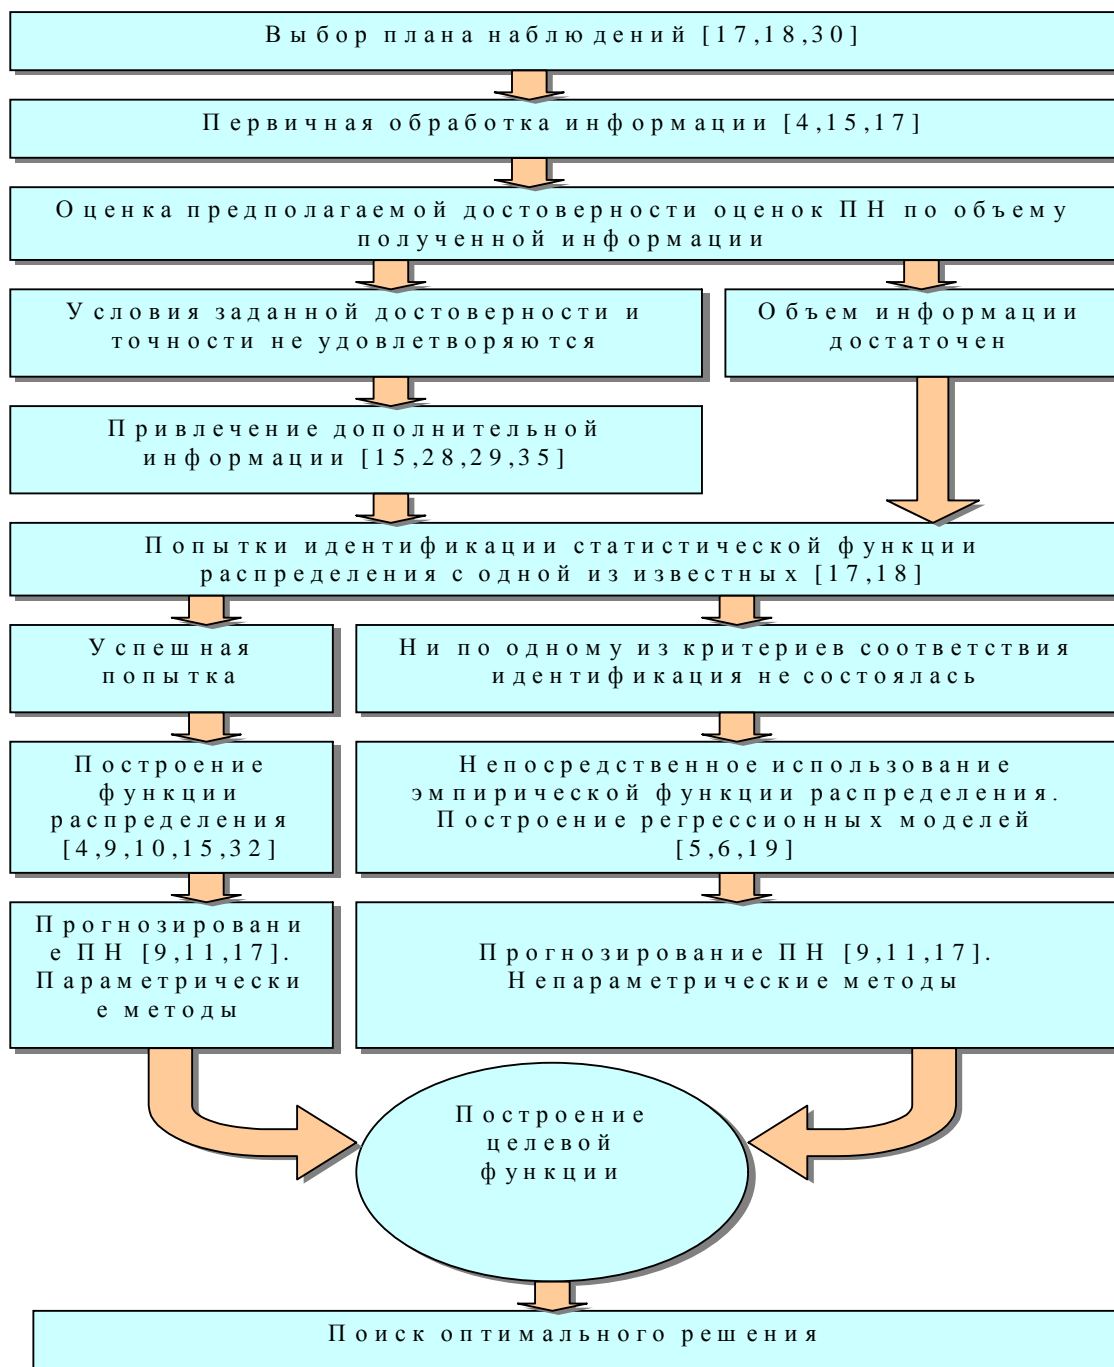 Выбор плана наблюдений [17,18,30]
Первичная обработка информации [4,15,17]
Оценка предполагаемой достоверности оценок ПН по объему
полученной информации
Условия заданной достоверности и
точности не удовлетворяются
Объем информации
достаточен
Привлечение дополнительной
информации [15,28,29,35]
Попытки идентификации статистической функции
распределения с одной из известных [17,18]
Успешная
попытка
Ни по одному из критериев соответствия
идентификация не состоялась
Построение
функции
распределения
[4,9,10,15,32]
Непосредственное использование
эмпирической функции распределения.
Построение регрессионных моделей
[5,6,19]
Прогнозировани
е ПН [9,11,17].
Параметрически
е методы
Прогнозирование ПН [9,11,17].
Непараметрические методы
Построение
целевой
функции
Поиск оптимального решения